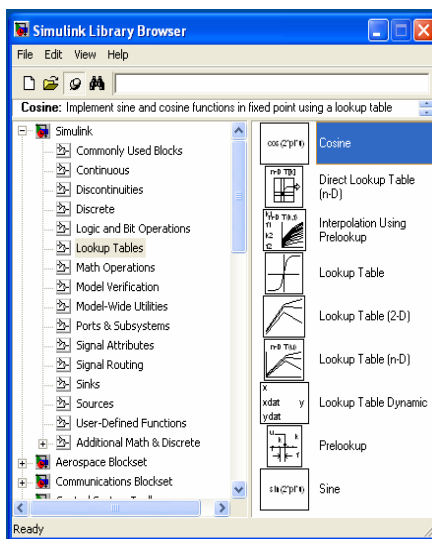 Simulink Library Browser
File Edit View Help
Cosine: Implement sine and cosine functions in fixed point using a lookup table
Simulink
Commonly Used Blocks
Continuous
Discontinuities
Discrete
Logic and Bit Operations
Lookup Tables
Math Operations
Model Verification
Model-Wide Utilities
Ports & Subsystems
Signal Attributes
Signal Routing
Sinks
Sources
User-Defined Functions
Additional Math & Discrete
Aerospace Blockset
Communications Blockset
cos(2*pi*u)
Cosine
n-D T[k]
Direct Lookup Table
(n-D)
Interpolation Using
Prelookup
Lookup Table
Lookup Table (2-D)
n-D T(u)
Lookup Table (n-D)
x
xdat y
ydat
Lookup Table Dynamic
u
k
f
Prelookup
sin(2*pi*u)
Sine
Ready